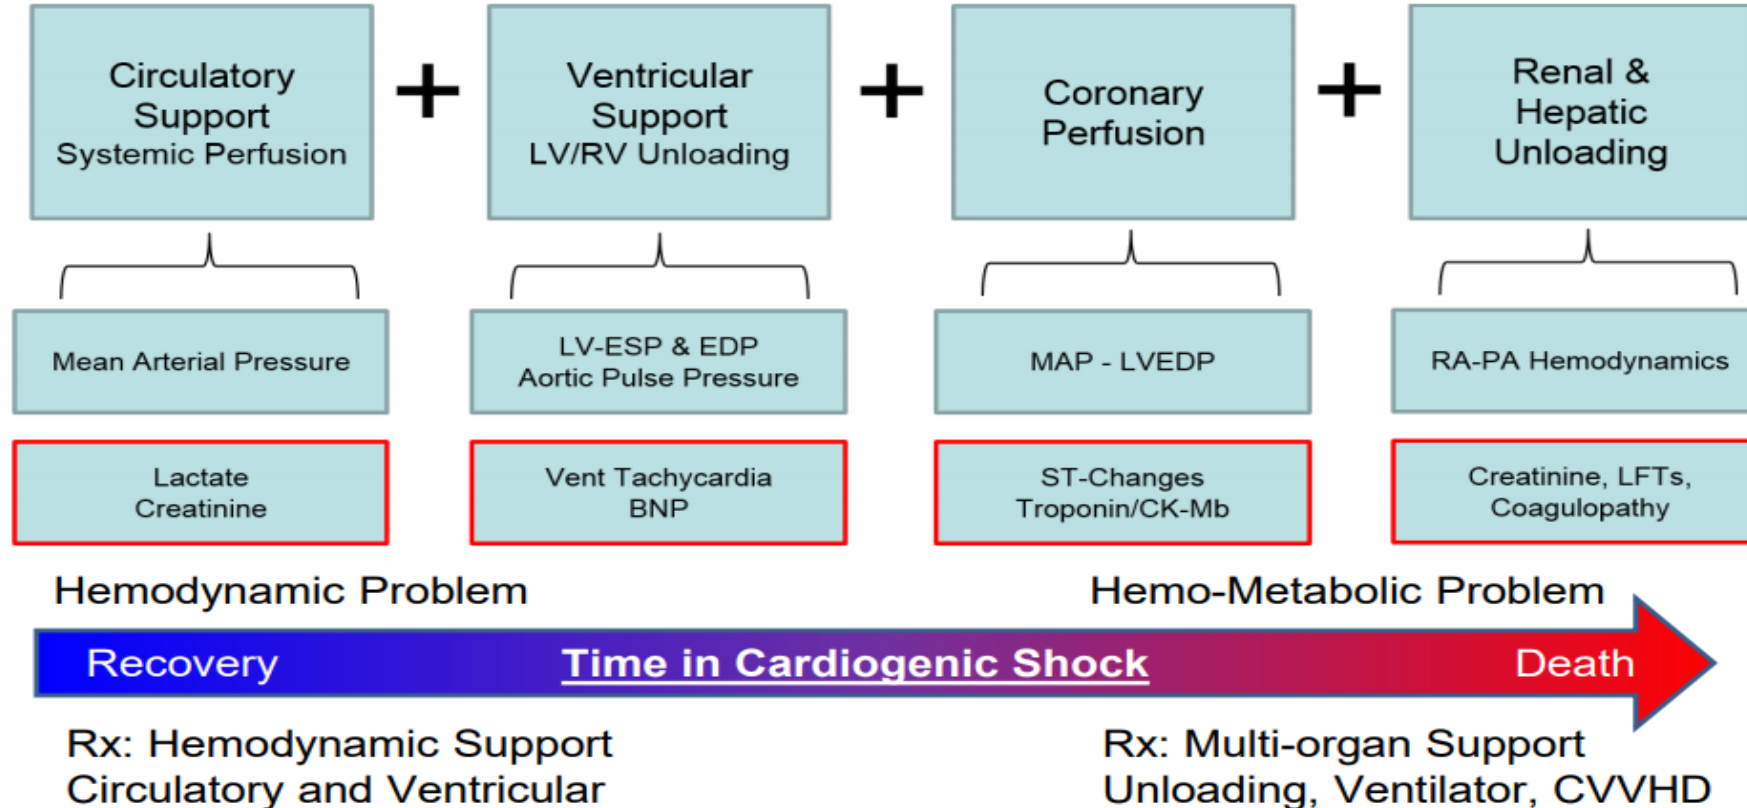 Circulatory
Support
Systemic Perfusion
+
Ventricular
Support
LV/RV Unloading
+
Coronary
Perfusion
+
Renal &
Hepatic
Unloading
Mean Arterial Pressure
LV-ESP & EDP
Aortic Pulse Pressure
MAP - LVEDP
RA-PA Hemodynamics
Lactate
Creatinine
Vent Tachycardia
BNP
ST-Changes
Troponin/CK-Mb
Creatinine, LFTs,
Coagulopathy
Hemodynamic Problem
Hemo-Metabolic Problem
Recovery
Time in Cardiogenic Shock
Death
Rx: Hemodynamic Support
Circulatory and Ventricular
Rx: Multi-organ Support
Unloading, Ventilator, CVVHD